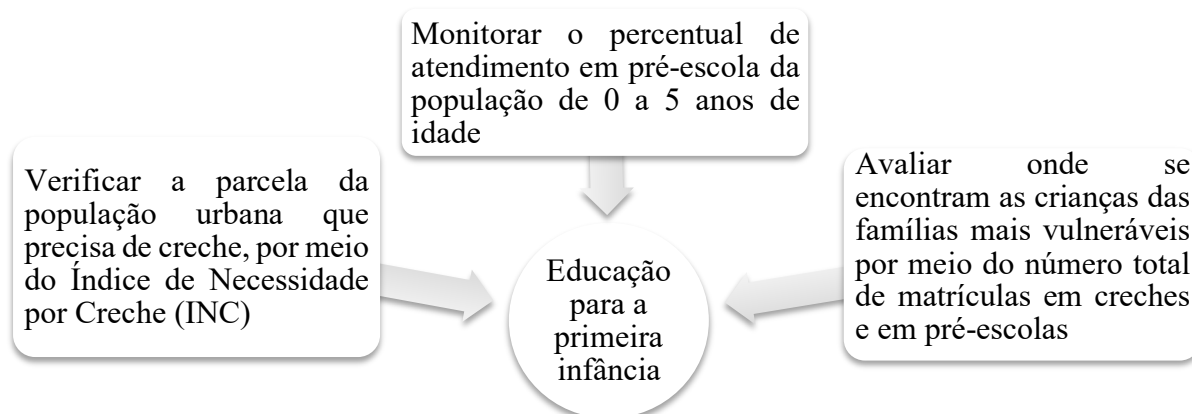 Monitorar o percentual de
atendimento em pré-escola da
população de 0 a 5 anos de
idade
Verificar a parcela da
população urbana que
precisa de creche, por meio
do Índice de Necessidade
por Creche (INC)
Avaliar onde se
encontram as crianças das
famílias mais vulneráveis
por meio do número total
de matrículas em creches
e em pré-escolas
Educação
para a
primeira
infância